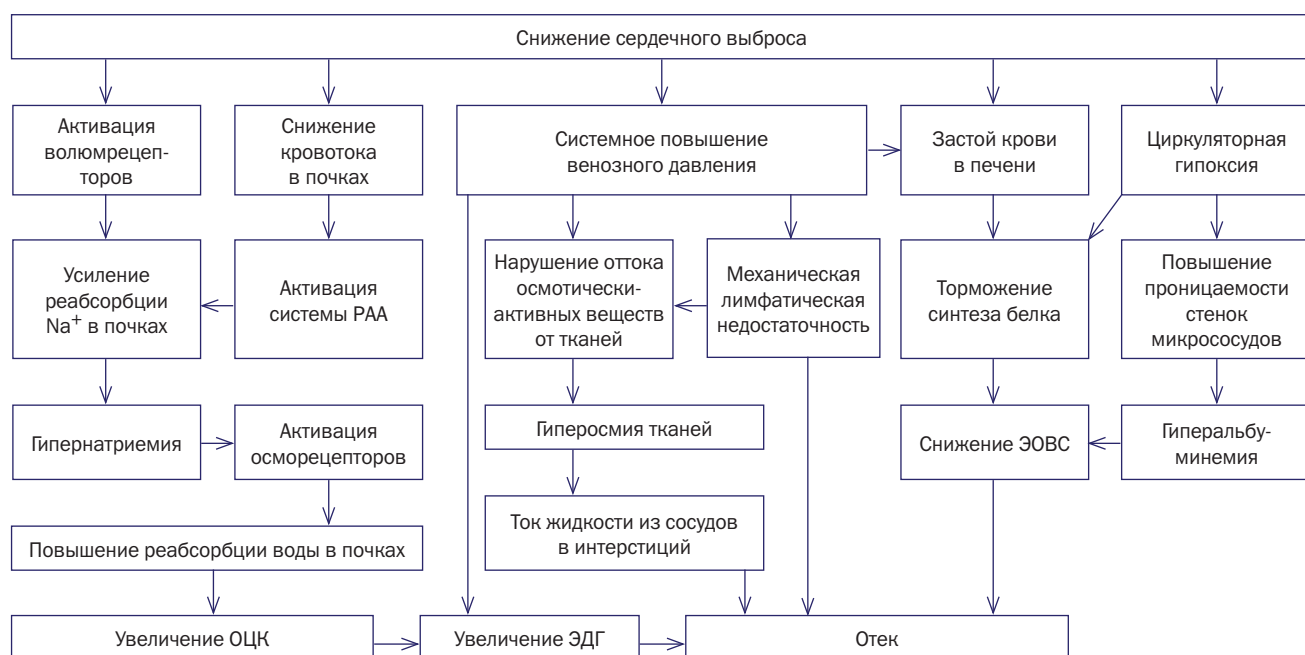 Снижение сердечного выброса
Активация
волюмрецеп-
торов
Снижение
кровотока
в почках
Системное повышение
венозного давления
Застой крови
в печени
Циркуляторная
гипоксия
Усиление
реабсорбции
Na+ в почках
Активация
системы РАА
Нарушение оттока
осмотически-
активных веществ
от тканей
Механическая
лимфатическая
недостаточность
Торможение
синтеза белка
Повышение
проницаемости
стенок
микрососудов
Гипернатриемия
Активация
осморецепторов
Гиперосмия тканей
Снижение ЭОВС
Гиперальбу-
минемия
Повышение реабсорбции воды в почках
Ток жидкости из сосудов
в интерстиций
Увеличение ОЦК
Увеличение ЭДГ
Отек